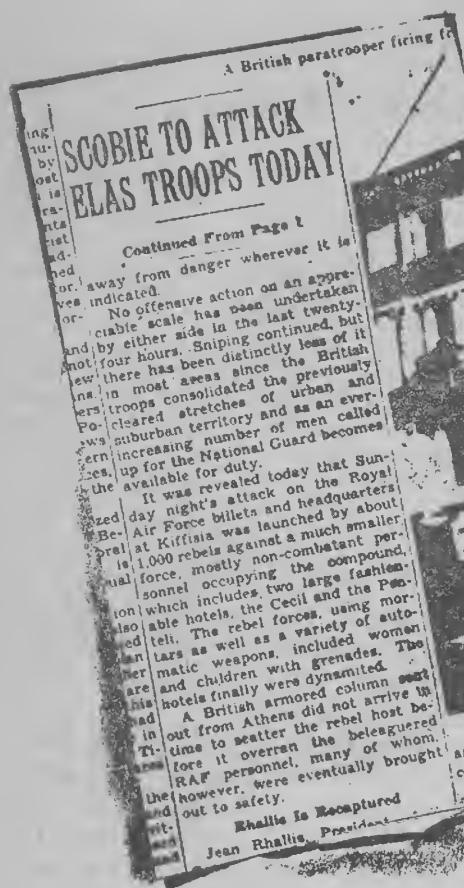 A British paratrooper firing fr
SCOBIE TO ATTACK
ELAS TROOPS TODAY
Continued From Page 1
away from danger wherever it is
indicated.
No offensive action on an appre-
ciable scale has been undertaken
by either side in the last twenty-
four hours. Sniping continued, but
there has been distinctly less of it
in most areas since the British
troops consolidated the previously
cleared stretches of urban and
suburban territory and as an ever-
increasing number of men called
up for the National Guard becomes
available for duty.
It was revealed today that Sun-
day night's attack on the Royal
Air Force billets and headquarters
at Kiffisia was launched by about
1,000 rebels against a much smaller
force, mostly non-combatant per-
sonnel occupying the compound,
which includes two large fashion-
able hotels, the Cecil and the Pen-
teli. The rebel forces, using mor-
tars as well as a variety of auto-
matic weapons, included women
and children with grenades. The
hotels finally were dynamited.
A British armored column sent
out from Athens did not arrive in
time to scatter the rebel host be-
fore it overran the beleaguered
RAF personnel, many of whom,
however, were eventually brought
out to safety.
Rhallis Is Recaptured
Jean Rhallis, President